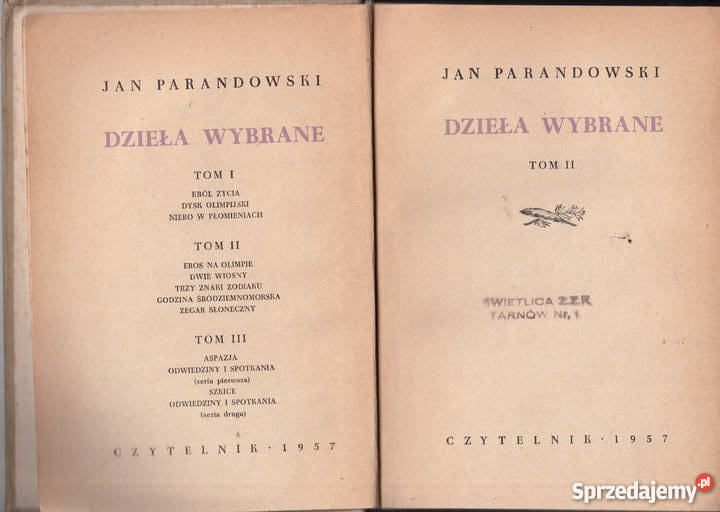 JAN PARANDOWSKI
DZIEŁA WYBRANE
TOM I
KRÓL ŻYCIA
DYSK OLIMPIJSKI
NIEBO W PŁOMIENIACH
TOM II
EROS NA OLIMPIE
DWIE WIOSNY
TRZY ZNAKI ZODIAKU
GODZINA ŚRÓDZIEMNOMORSKA
ZEGAR SŁONECZNY
TOM III
ASPAZJA
ODWIEDZINY I SPOTKANIA
(seria pierwsza)
SZKICE
ODWIEDZINY I SPOTKANIA
(seria druga)
CZYTELNIK · 1957
JAN PARANDOWSKI
DZIEŁA WYBRANE
TOM II
ŚWIETLICA Z.Z.K
TARNÓW Nr, 1
CZYTELNIK · 1957
Sprzedajemy.pl